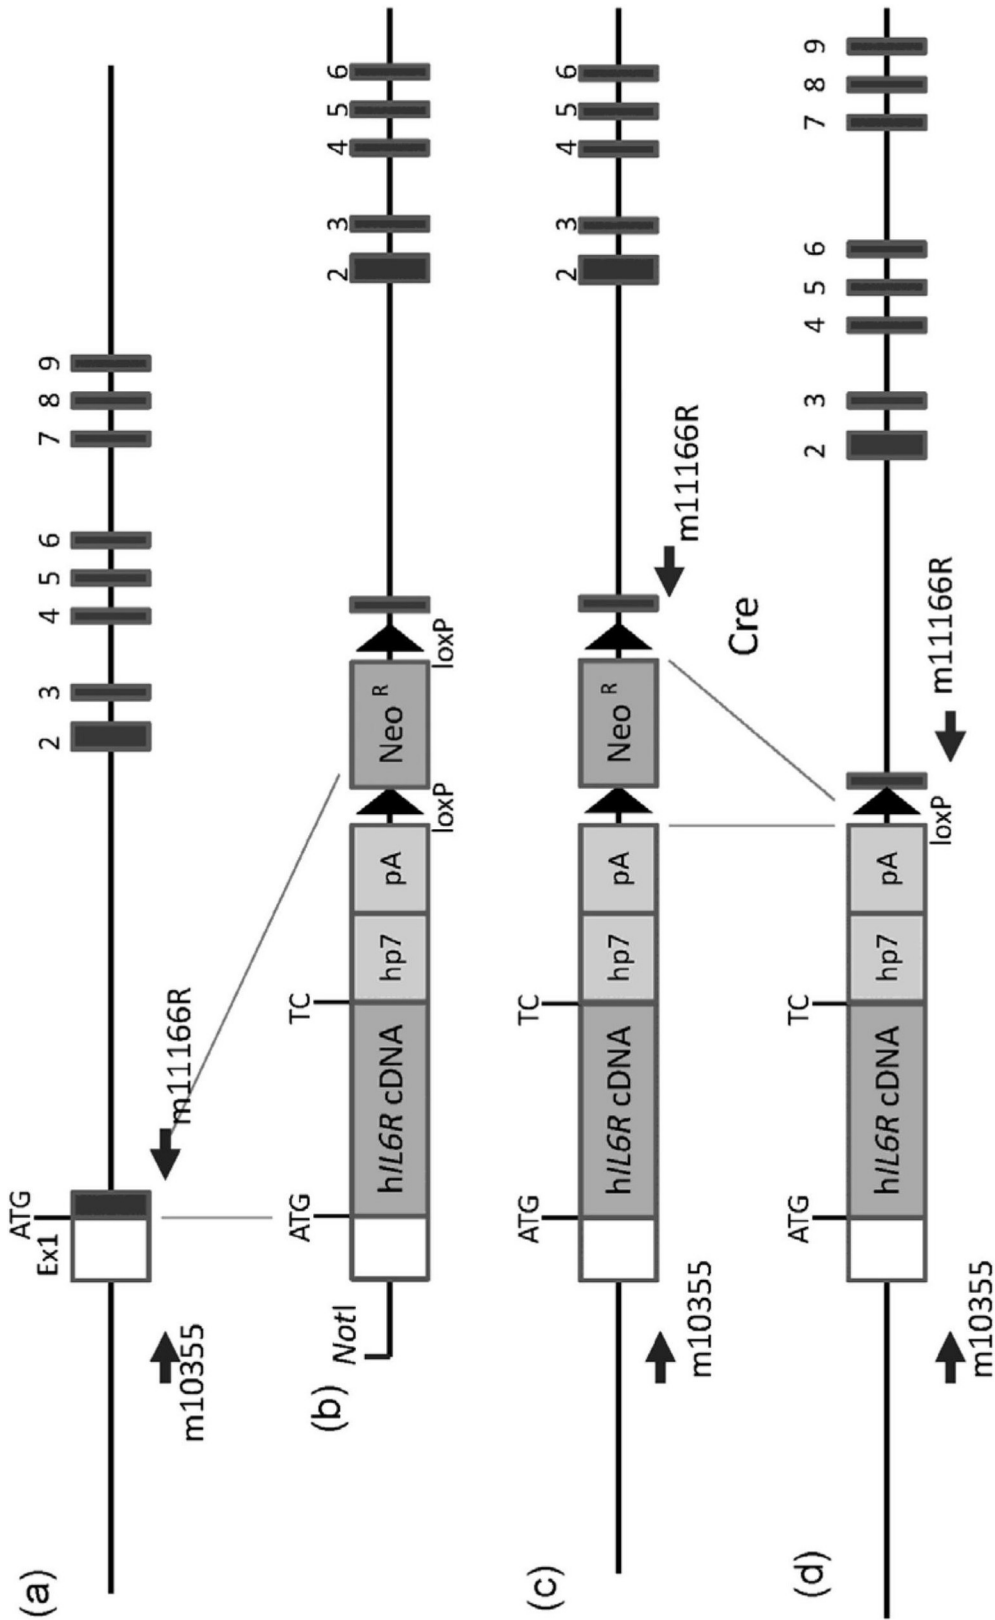 (a)
ATG
Ex1
2
3
4
5
6
7
8
9
m10355
m11166R
(b)
NotI
ATG
TC
hIL6R cDNA
hp7
pA
loxP
Neo R
loxP
2
3
4
5
6
(c)
ATG
TC
hIL6R cDNA
hp7
pA
Neo R
2
3
4
5
6
m10355
m11166R
Cre
(d)
ATG
TC
hIL6R cDNA
hp7
pA
loxP
2
3
4
5
6
7
8
9
m10355
m11166R